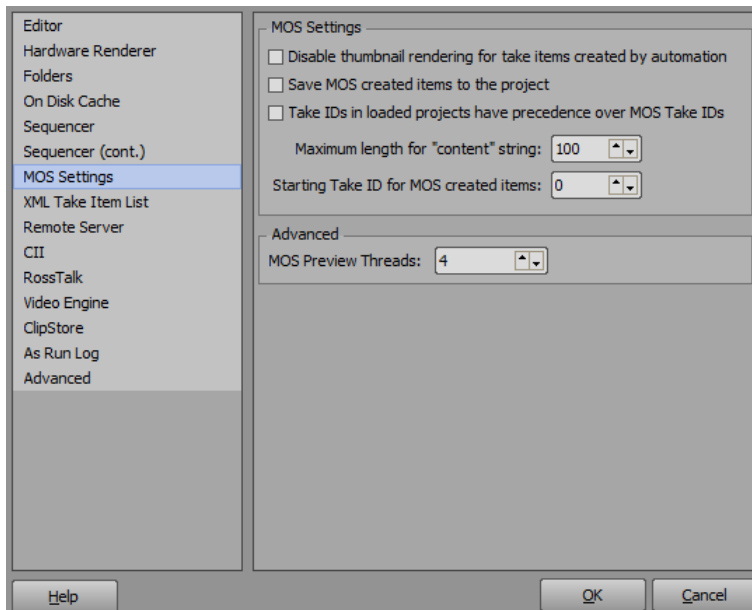 Editor
Hardware Renderer
Folders
On Disk Cache
Sequencer
Sequencer (cont.)
MOS Settings
XML Take Item List
Remote Server
CII
RossTalk
Video Engine
ClipStore
As Run Log
Advanced
MOS Settings
Disable thumbnail rendering for take items created by automation
Save MOS created items to the project
Take IDs in loaded projects have precedence over MOS Take IDs
Maximum length for "content" string: 100
Starting Take ID for MOS created items: 0
Advanced
MOS Preview Threads: 4
Help OK Cancel